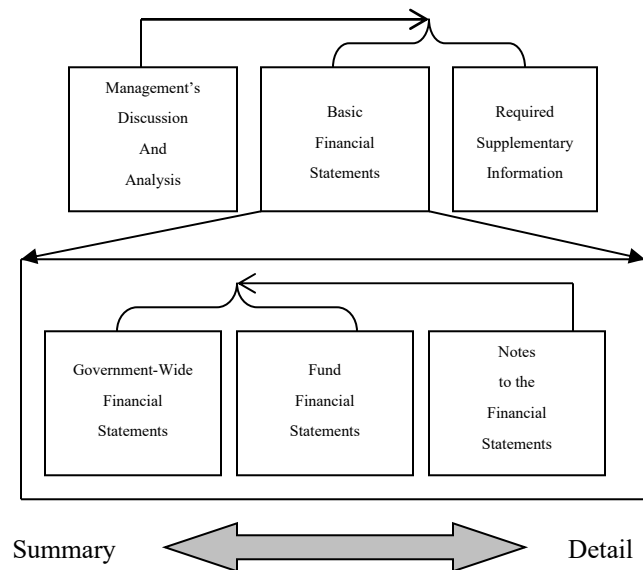 Management’s
Discussion
And
Analysis
Basic
Financial
Statements
Required
Supplementary
Information
Government-Wide
Financial
Statements
Fund
Financial
Statements
Notes
to the
Financial
Statements
Summary
Detail